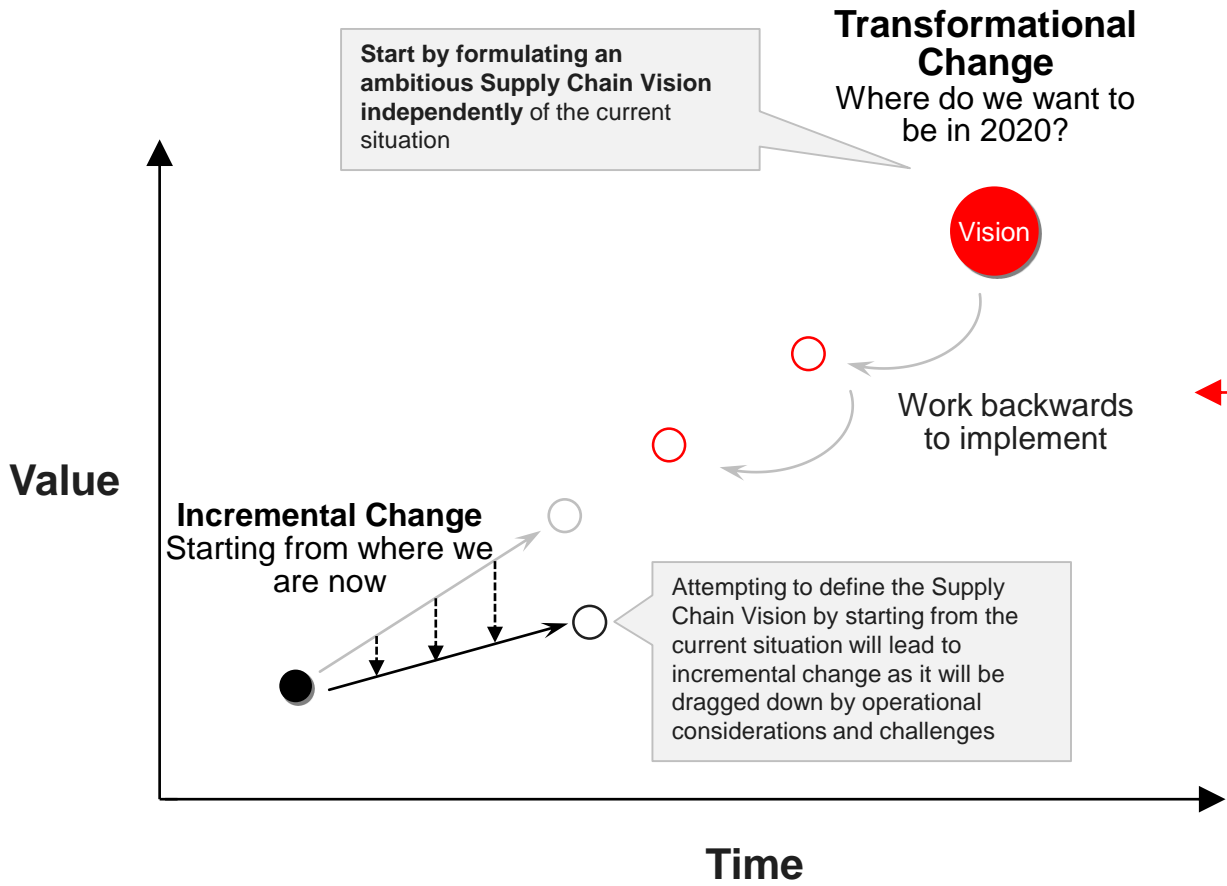 Transformational
Change
Where do we want to
be in 2020?
Start by formulating an
ambitious Supply Chain Vision
independently of the current
situation
Vision
Work backwards
to implement
Value
Incremental Change
Starting from where we
are now
Attempting to define the Supply
Chain Vision by starting from the
current situation will lead to
incremental change as it will be
dragged down by operational
considerations and challenges
Time